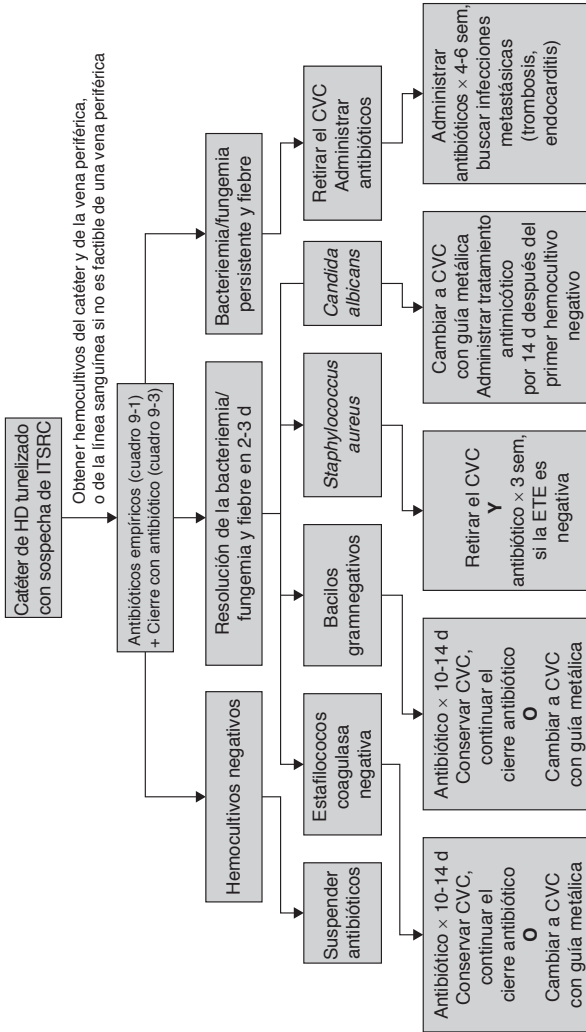 Catéter de HD tunelizado
con sospecha de ITSRC
Obtener hemocultivos del catéter y de la vena periférica,
o de la línea sanguínea si no es factible de una vena periférica
Antibióticos empíricos (cuadro 9-1)
+ Cierre con antibiótico (cuadro 9-3)
Hemocultivos negativos
Resolución de la bacteriemia/
fungemia y fiebre en 2-3 d
Bacteriemia/fungemia
persistente y fiebre
Suspender
antibióticos
Estafilococos
coagulasa
negativa
Bacilos
gramnegativos
Staphylococcus
aureus
Candida
albicans
Retirar el CVC
Administrar
antibióticos
Antibiótico × 10-14 d
Conservar CVC,
continuar el
cierre antibiótico
O
Cambiar a CVC
con guía metálica
Antibiótico × 10-14 d
Conservar CVC,
continuar el
cierre antibiótico
O
Cambiar a CVC
con guía metálica
Retirar el CVC
Y
antibiótico × 3 sem,
si la ETE es
negativa
Cambiar a CVC
con guía metálica
Administrar tratamiento
antimicótico
por 14 d después del
primer hemocultivo
negativo
Administrar
antibióticos × 4-6 sem,
buscar infecciones
metastásicas
(trombosis,
endocarditis)